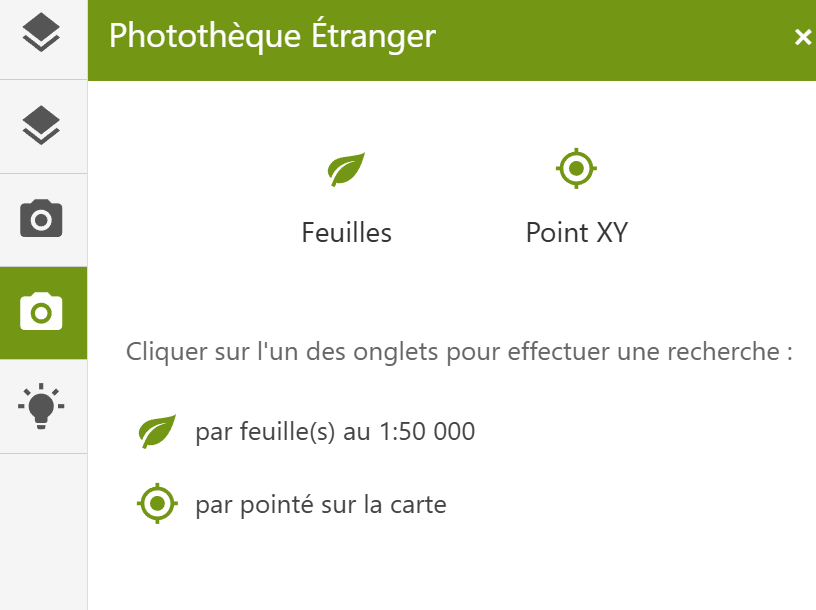 Photothèque Étranger
×
Feuilles
Point XY
Cliquer sur l'un des onglets pour effectuer une recherche :
par feuille(s) au 1:50 000
par pointé sur la carte